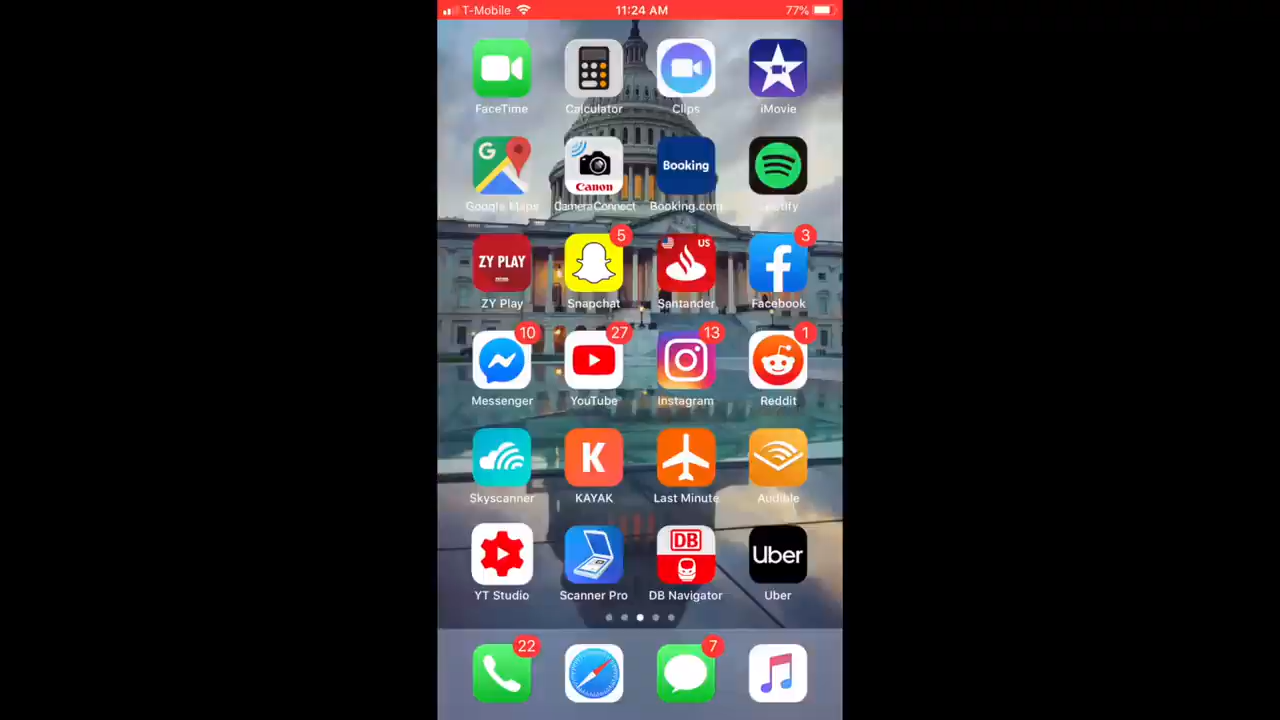 T-Mobile 11:24 AM 77%
FaceTime Calculator Clips iMovie
G Canon Booking
Google Maps CameraConnect Booking.com
ZY PLAY 5 US 3
ZY Play Snapchat Santander Facebook
10 27 13 1
Messenger YouTube Instagram Reddit
K
Skyscanner KAYAK Last Minute Audible
DB Uber
YT Studio Scanner Pro DB Navigator Uber
22 7